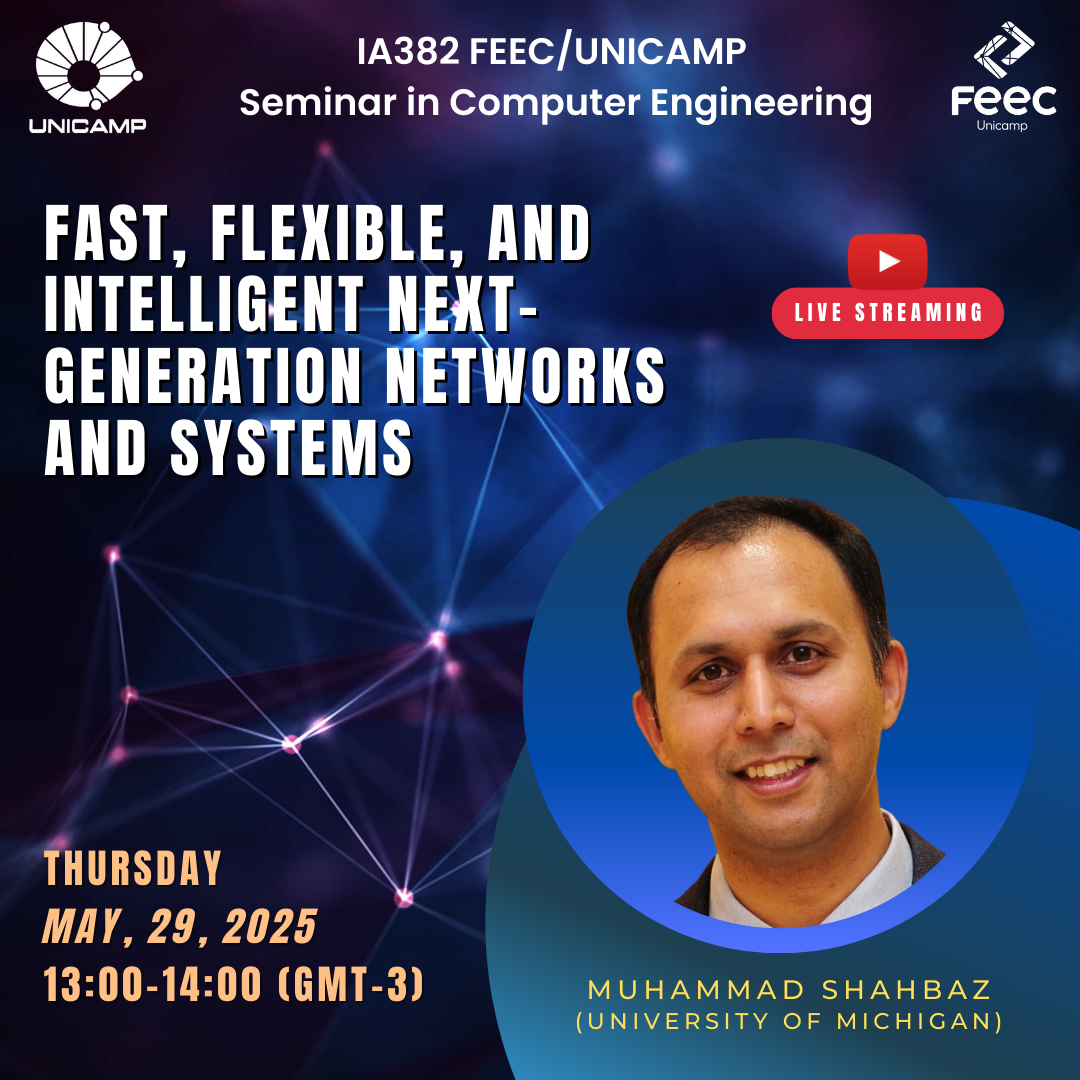 UNICAMP
IA382 FEEC/UNICAMP
Seminar in Computer Engineering
FEEC
Unicamp
FAST, FLEXIBLE, AND
INTELLIGENT NEXT-
GENERATION NETWORKS
AND SYSTEMS
LIVE STREAMING
THURSDAY
MAY, 29, 2025
13:00-14:00 (GMT-3)
MUHAMMAD SHAHBAZ
(UNIVERSITY OF MICHIGAN)